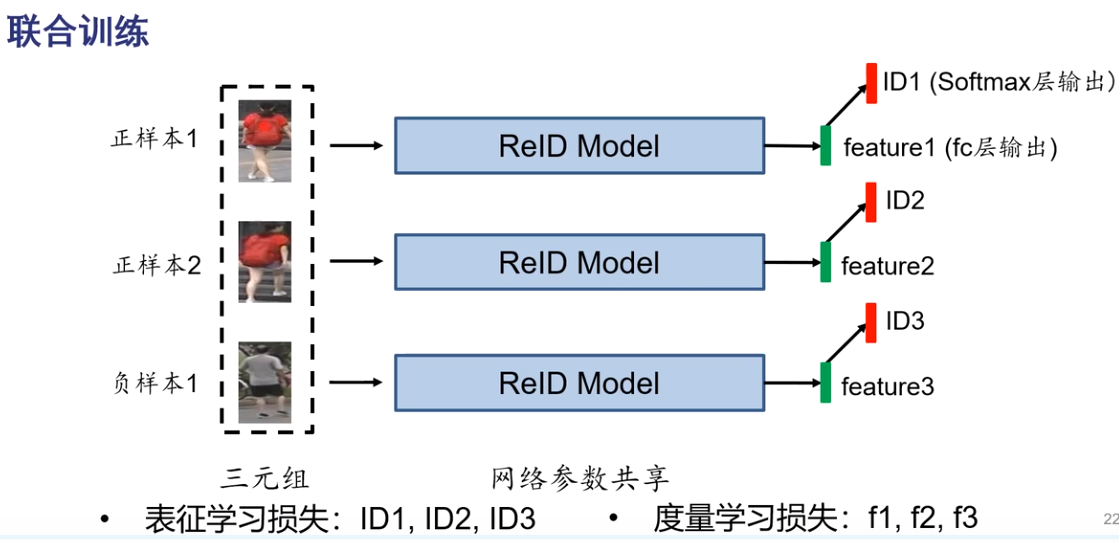 联合训练
ID1 (Softmax层输出)
正样本1
ReID Model
feature1 (fc层输出)
ID2
正样本2
ReID Model
feature2
ID3
负样本1
ReID Model
feature3
三元组
网络参数共享
• 表征学习损失：ID1, ID2, ID3
• 度量学习损失：f1, f2, f3
22